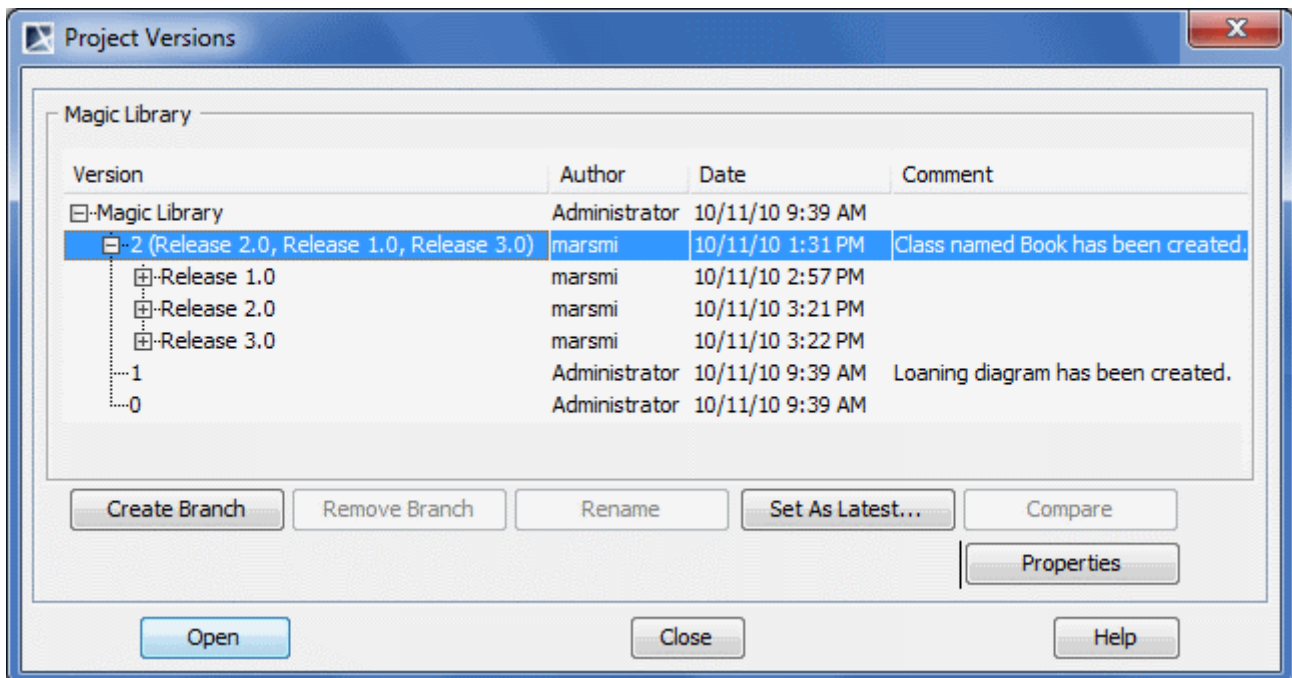 Project Versions
Magic Library
Version Author Date Comment
Magic Library Administrator 10/11/10 9:39 AM
2 (Release 2.0, Release 1.0, Release 3.0) marsmi 10/11/10 1:31 PM Class named Book has been created.
Release 1.0 marsmi 10/11/10 2:57 PM
Release 2.0 marsmi 10/11/10 3:21 PM
Release 3.0 marsmi 10/11/10 3:22 PM
1 Administrator 10/11/10 9:39 AM Loaning diagram has been created.
0 Administrator 10/11/10 9:39 AM
Create Branch Remove Branch Rename Set As Latest... Compare
Properties
Open Close Help